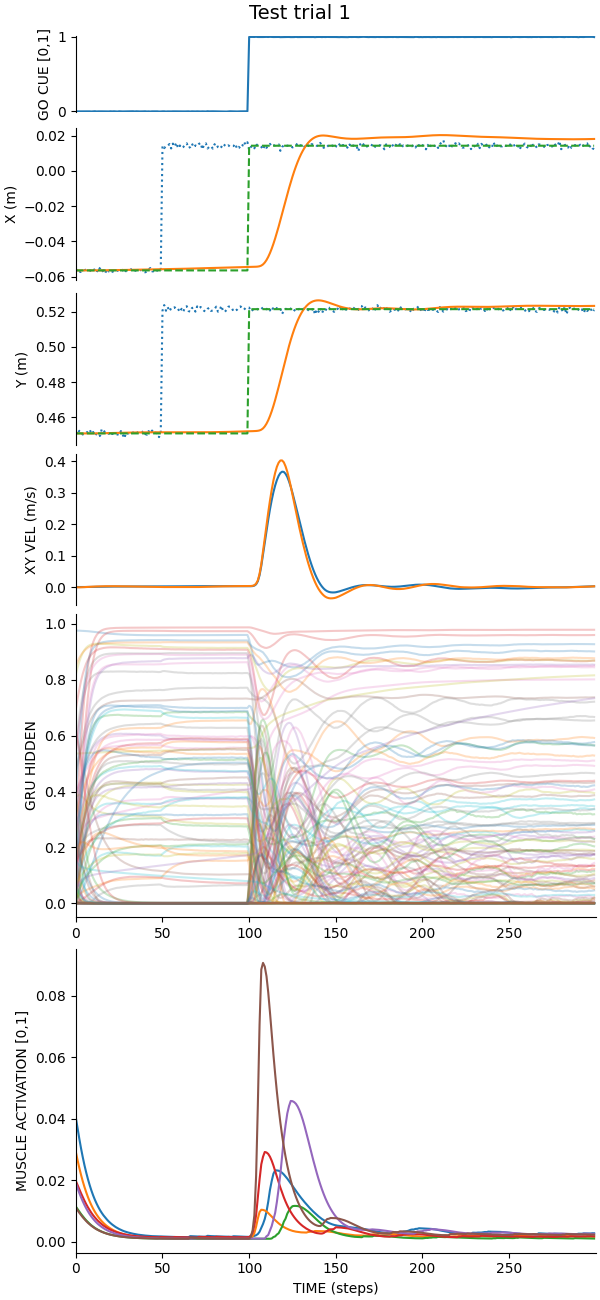 Test trial 1
GO CUE [0,1]
1
0
X (m)
0.02
0.00
−0.02
−0.04
−0.06
Y (m)
0.52
0.50
0.48
0.46
XY VEL (m/s)
0.4
0.3
0.2
0.1
0.0
GRU HIDDEN
1.0
0.8
0.6
0.4
0.2
0.0
0 50 100 150 200 250
MUSCLE ACTIVATION [0,1]
0.08
0.06
0.04
0.02
0.00
0 50 100 150 200 250
TIME (steps)